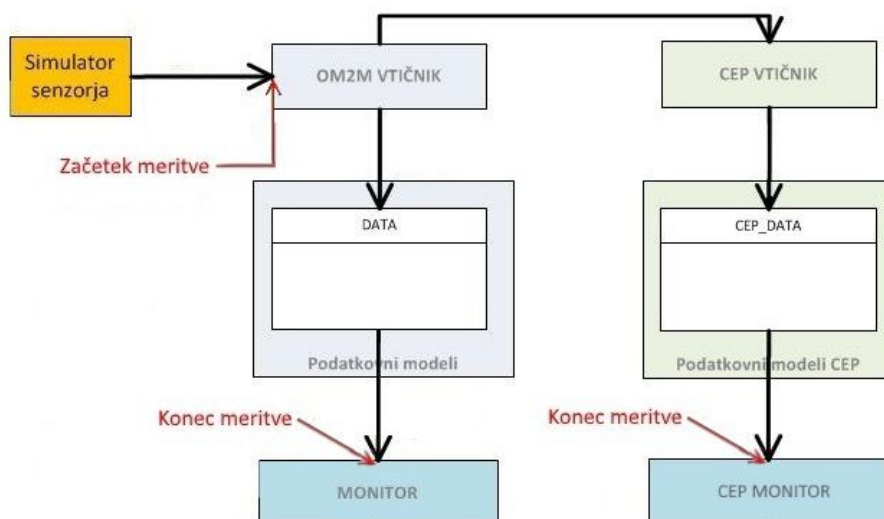 Simulator
senzorja
OM2M VTIČNIK
CEP VTIČNIK
Začetek meritve
DATA
CEP_DATA
Podatkovni modeli
Podatkovni modeli CEP
Konec meritve
Konec meritve
MONITOR
CEP MONITOR